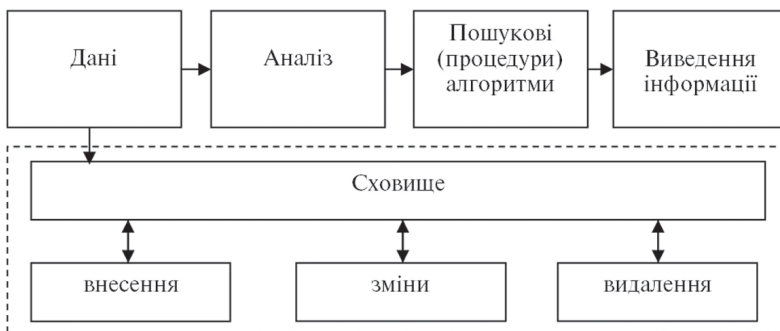 Дані
Аналіз
Пошукові
(процедури)
алгоритми
Виведення
інформації
Сховище
внесення
зміни
видалення